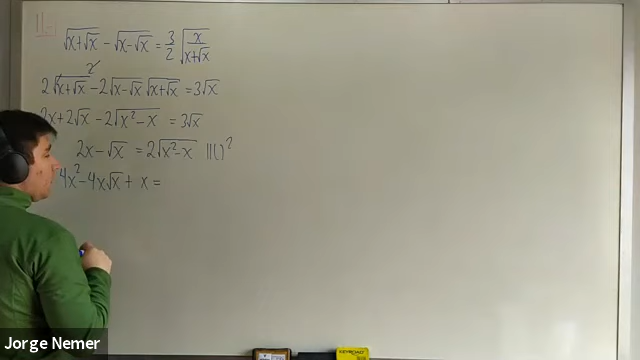 11.
√(x+√x) - √(x-√x) = 3/2 √(x/(x+√x))
2√(x+√x)² - 2√(x-√x) √(x+√x) = 3√x
2x+2√x - 2√(x²-x) = 3√x
2x-√x = 2√(x²-x) ||()²
4x²-4x√x + x =
Jorge Nemer